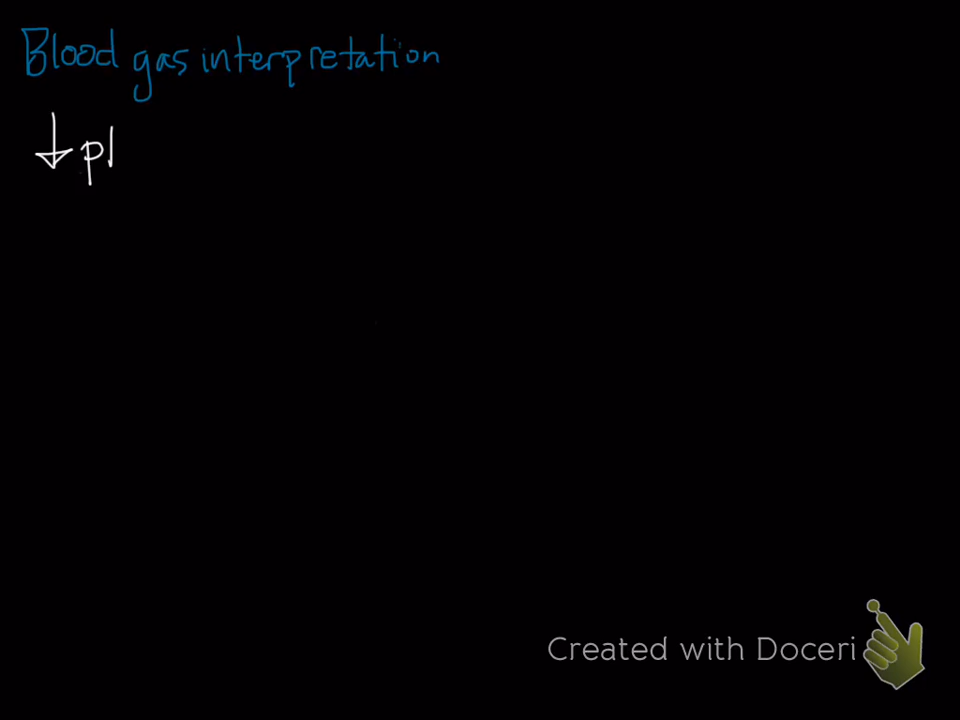 Blood gas interpretation
↓ pl
Created with Doceri